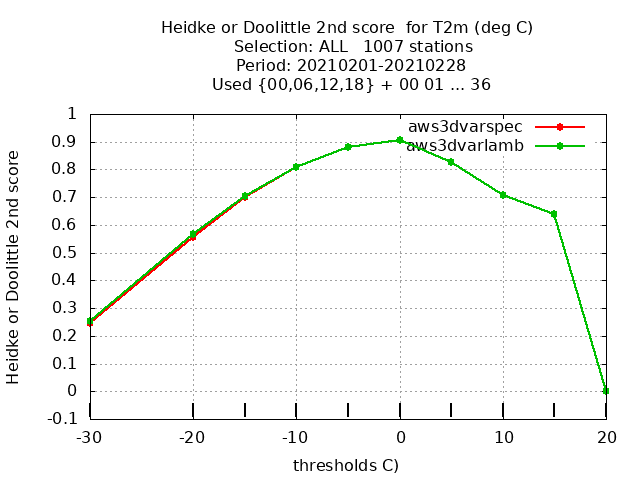 Heidke or Doolittle 2nd score  for T2m (deg C)
Selection: ALL   1007 stations
Period: 20210201-20210228
Used {00,06,12,18} + 00 01 ... 36
aws3dvarspec
aws3dvarlamb
Heidke or Doolittle 2nd score
1
0.9
0.8
0.7
0.6
0.5
0.4
0.3
0.2
0.1
0
-0.1
-30 -20 -10 0 10 20
thresholds C)